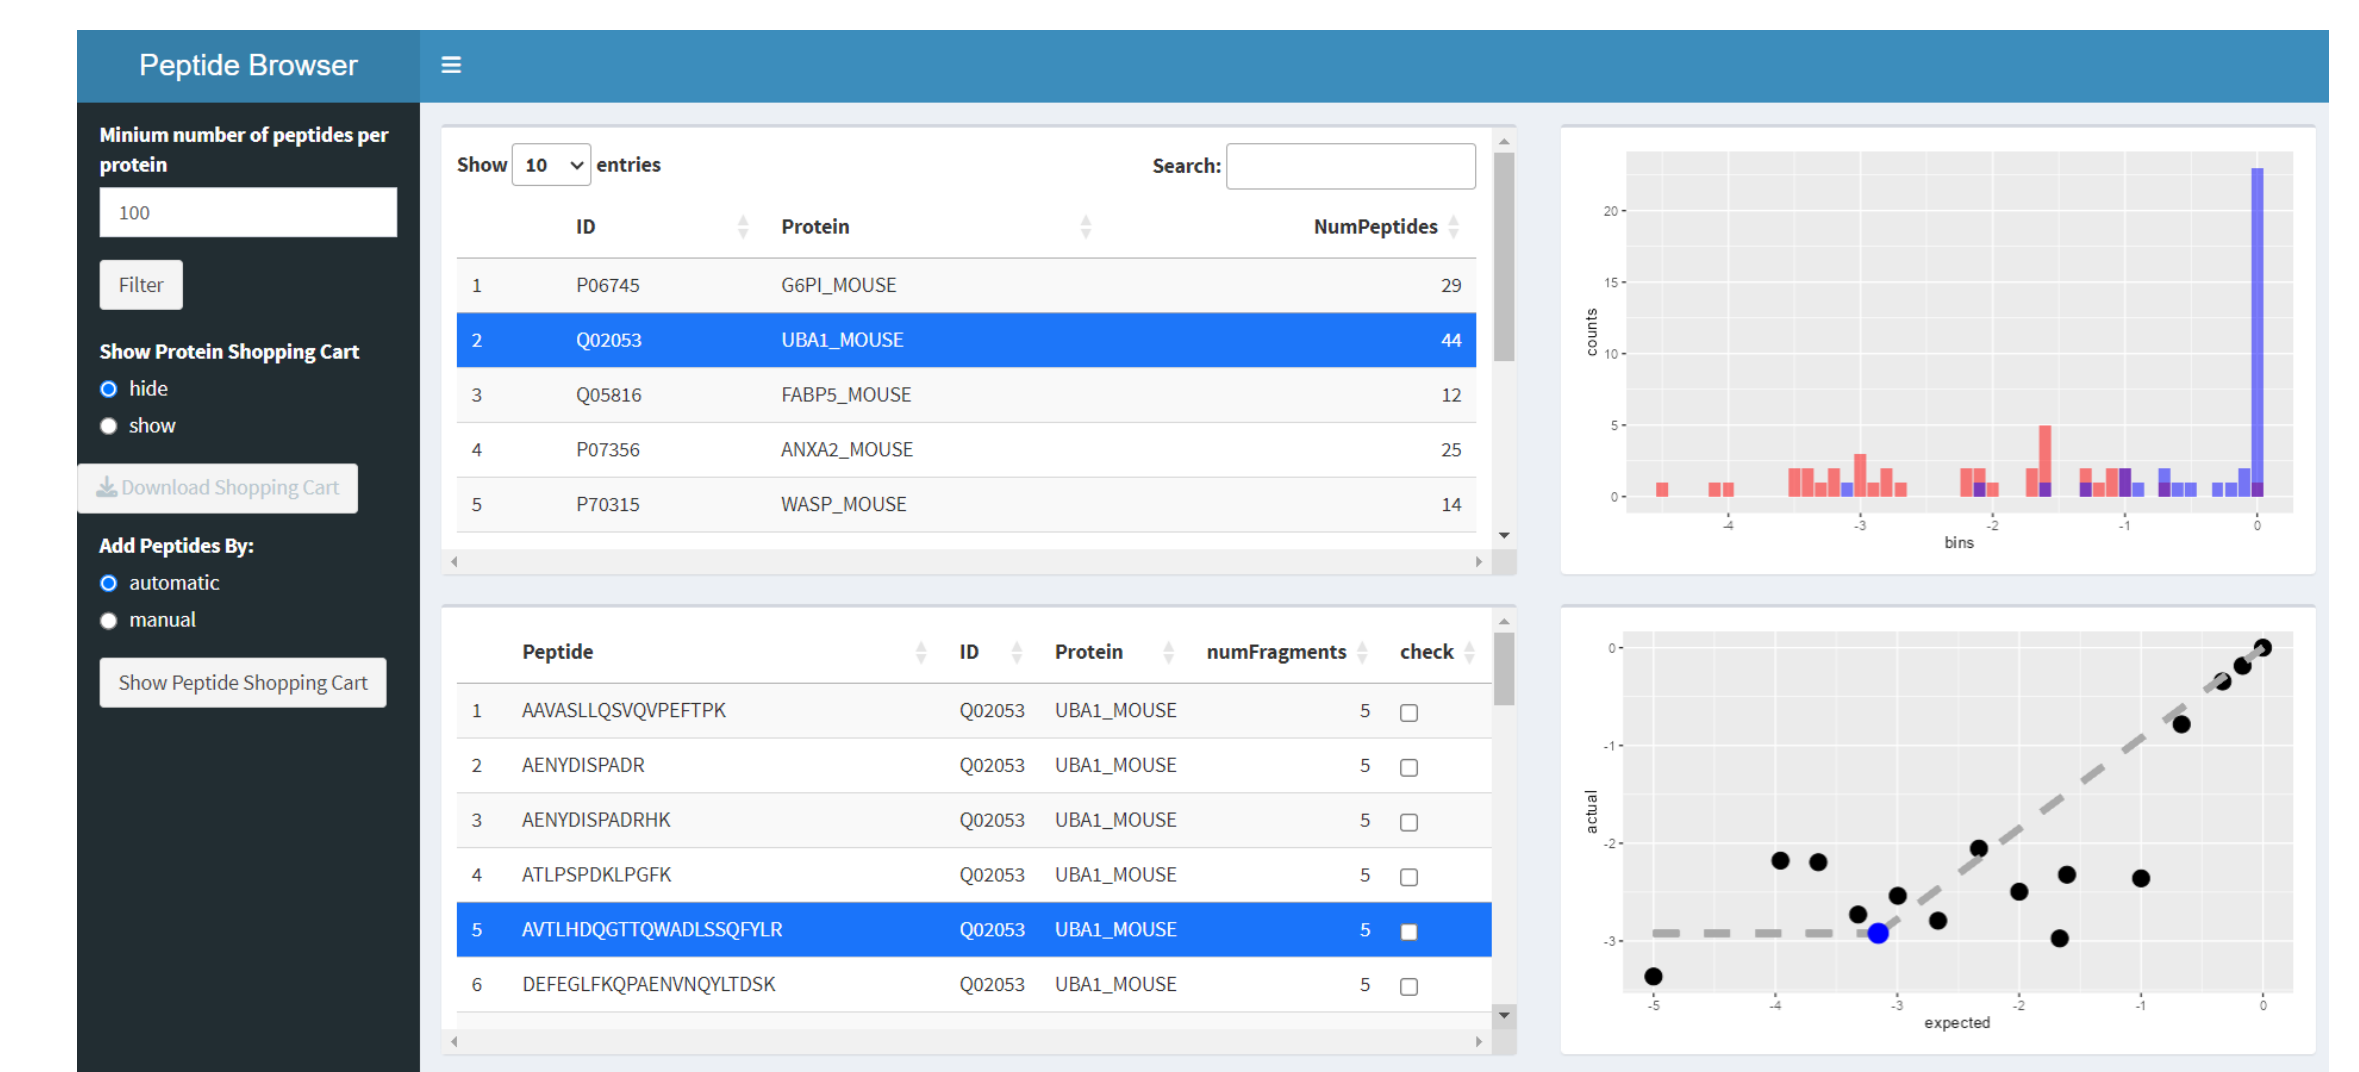 Peptide Browser
Minium number of peptides per
protein
100
Filter
Show Protein Shopping Cart
hide
show
Download Shopping Cart
Add Peptides By:
automatic
manual
Show Peptide Shopping Cart
Show 10 entries Search:
ID Protein NumPeptides
1 P06745 G6PI_MOUSE 29
2 Q02053 UBA1_MOUSE 44
3 Q05816 FABP5_MOUSE 12
4 P07356 ANXA2_MOUSE 25
5 P70315 WASP_MOUSE 14
Peptide ID Protein numFragments check
1 AAVASLLQSVQVPEFTPK Q02053 UBA1_MOUSE 5
2 AENYDISPADR Q02053 UBA1_MOUSE 5
3 AENYDISPADRHK Q02053 UBA1_MOUSE 5
4 ATLPSPDKLPGFK Q02053 UBA1_MOUSE 5
5 AVTLHDQGTTQWADLSSQFYLR Q02053 UBA1_MOUSE 5
6 DEFEGLFKQPAENVNQYLTDSK Q02053 UBA1_MOUSE 5
counts
20
15
10
5
0
-4 -3 -2 -1 0
bins
actual
0
-1
-2
-3
-5 -4 -3 -2 -1 0
expected